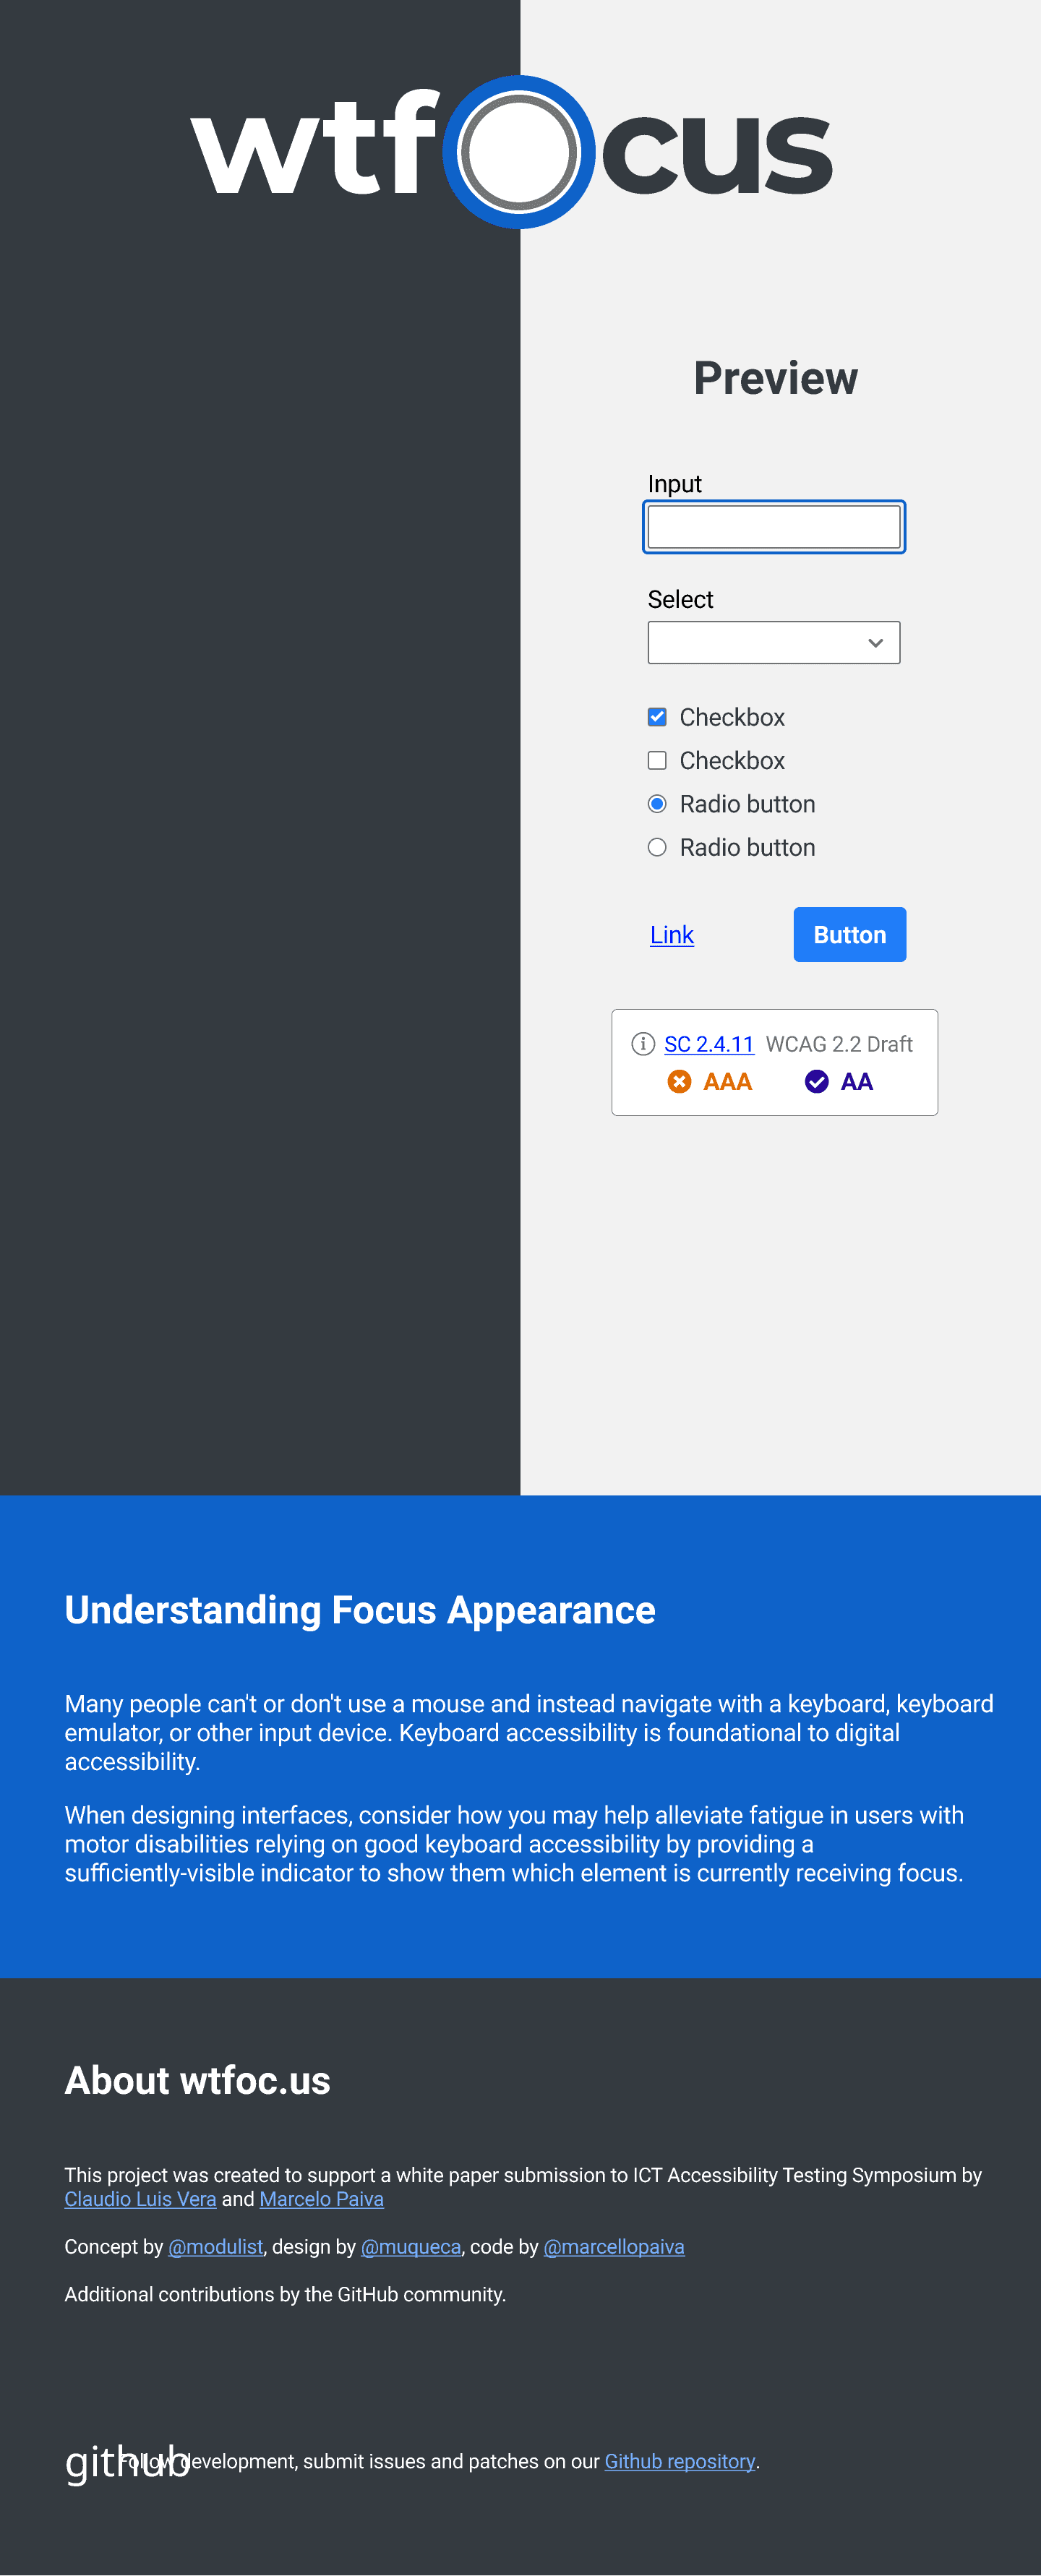 wtfocus
Preview
Input
Select
Checkbox
Checkbox
Radio button
Radio button
Link
Button
SC 2.4.11 WCAG 2.2 Draft
AAA
AA
Understanding Focus Appearance
Many people can't or don't use a mouse and instead navigate with a keyboard, keyboard
emulator, or other input device. Keyboard accessibility is foundational to digital
accessibility.
When designing interfaces, consider how you may help alleviate fatigue in users with
motor disabilities relying on good keyboard accessibility by providing a
sufficiently-visible indicator to show them which element is currently receiving focus.
About wtfoc.us
This project was created to support a white paper submission to ICT Accessibility Testing Symposium by
Claudio Luis Vera and Marcelo Paiva
Concept by @modulist, design by @muqueca, code by @marcellopaiva
Additional contributions by the GitHub community.
github
Follow development, submit issues and patches on our Github repository.